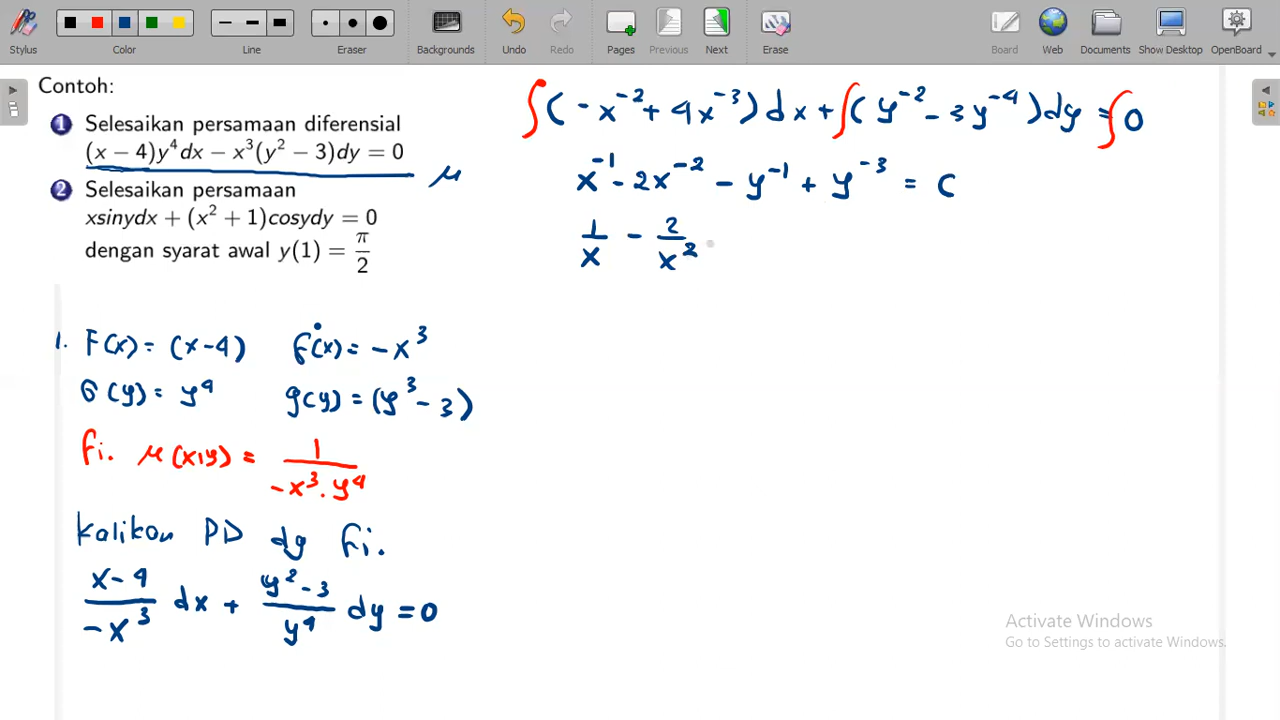 Stylus Color Line Eraser Backgrounds Undo Redo Pages Previous Next Erase Board Web Documents Show Desktop OpenBoard
Contoh:
1 Selesaikan persamaan diferensial
(x − 4)y⁴dx − x³(y² − 3)dy = 0
μ
2 Selesaikan persamaan
xsinydx + (x² + 1)cosydy = 0
dengan syarat awal y(1) = π/2
1. F(x) = (x-4) f(x) = -x³
G(y) = y⁴ g(y) = (y³ - 3)
fi. μ(x,y) = 1/(-x³.y⁴)
kalikan PD dg fi.
(x-4)/(-x³) dx + (y²-3)/y⁴ dy = 0
∫(-x⁻² + 4x⁻³)dx + ∫(y⁻² - 3y⁻⁴)dy = ∫0
x⁻¹ - 2x⁻² - y⁻¹ + y⁻³ = c
1/x - 2/x²
Activate Windows
Go to Settings to activate Windows.